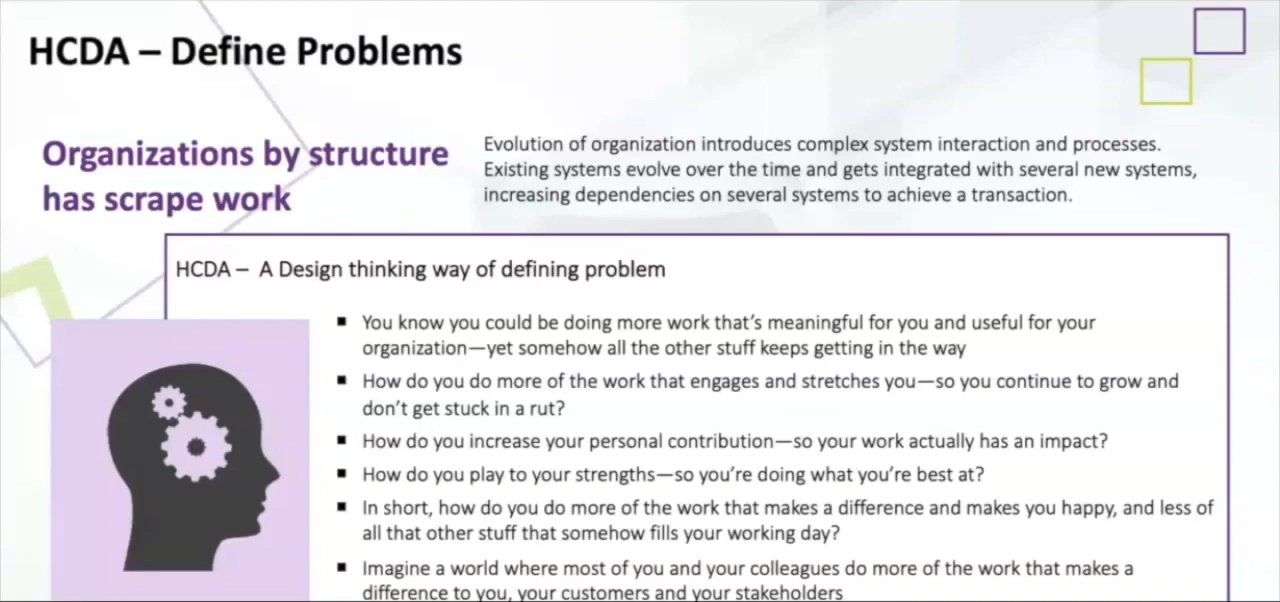 HCDA – Define Problems
Organizations by structure
has scrape work
Evolution of organization introduces complex system interaction and processes.
Existing systems evolve over the time and gets integrated with several new systems,
increasing dependencies on several systems to achieve a transaction.
HCDA – A Design thinking way of defining problem
▪ You know you could be doing more work that's meaningful for you and useful for your
organization—yet somehow all the other stuff keeps getting in the way
▪ How do you do more of the work that engages and stretches you—so you continue to grow and
don't get stuck in a rut?
▪ How do you increase your personal contribution—so your work actually has an impact?
▪ How do you play to your strengths—so you're doing what you're best at?
▪ In short, how do you do more of the work that makes a difference and makes you happy, and less of
all that other stuff that somehow fills your working day?
▪ Imagine a world where most of you and your colleagues do more of the work that makes a
difference to you, your customers and your stakeholders